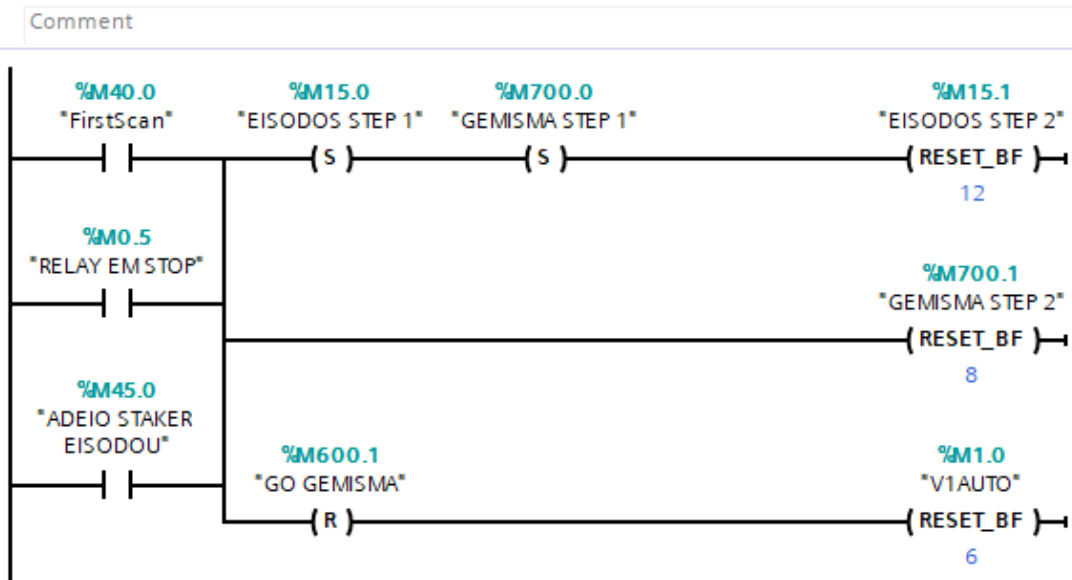 Comment
%M40.0 %M15.0 %M700.0 %M15.1
"FirstScan" "EISODOS STEP 1" "GEMISMA STEP 1" "EISODOS STEP 2"
( S ) ( S ) ( RESET_BF )
12
%M0.5
"RELAY EM STOP"
%M700.1
"GEMISMA STEP 2"
( RESET_BF )
8
%M45.0
"ADEIO STAKER
EISODOU"
%M600.1 %M1.0
"GO GEMISMA" "V1AUTO"
( R ) ( RESET_BF )
6